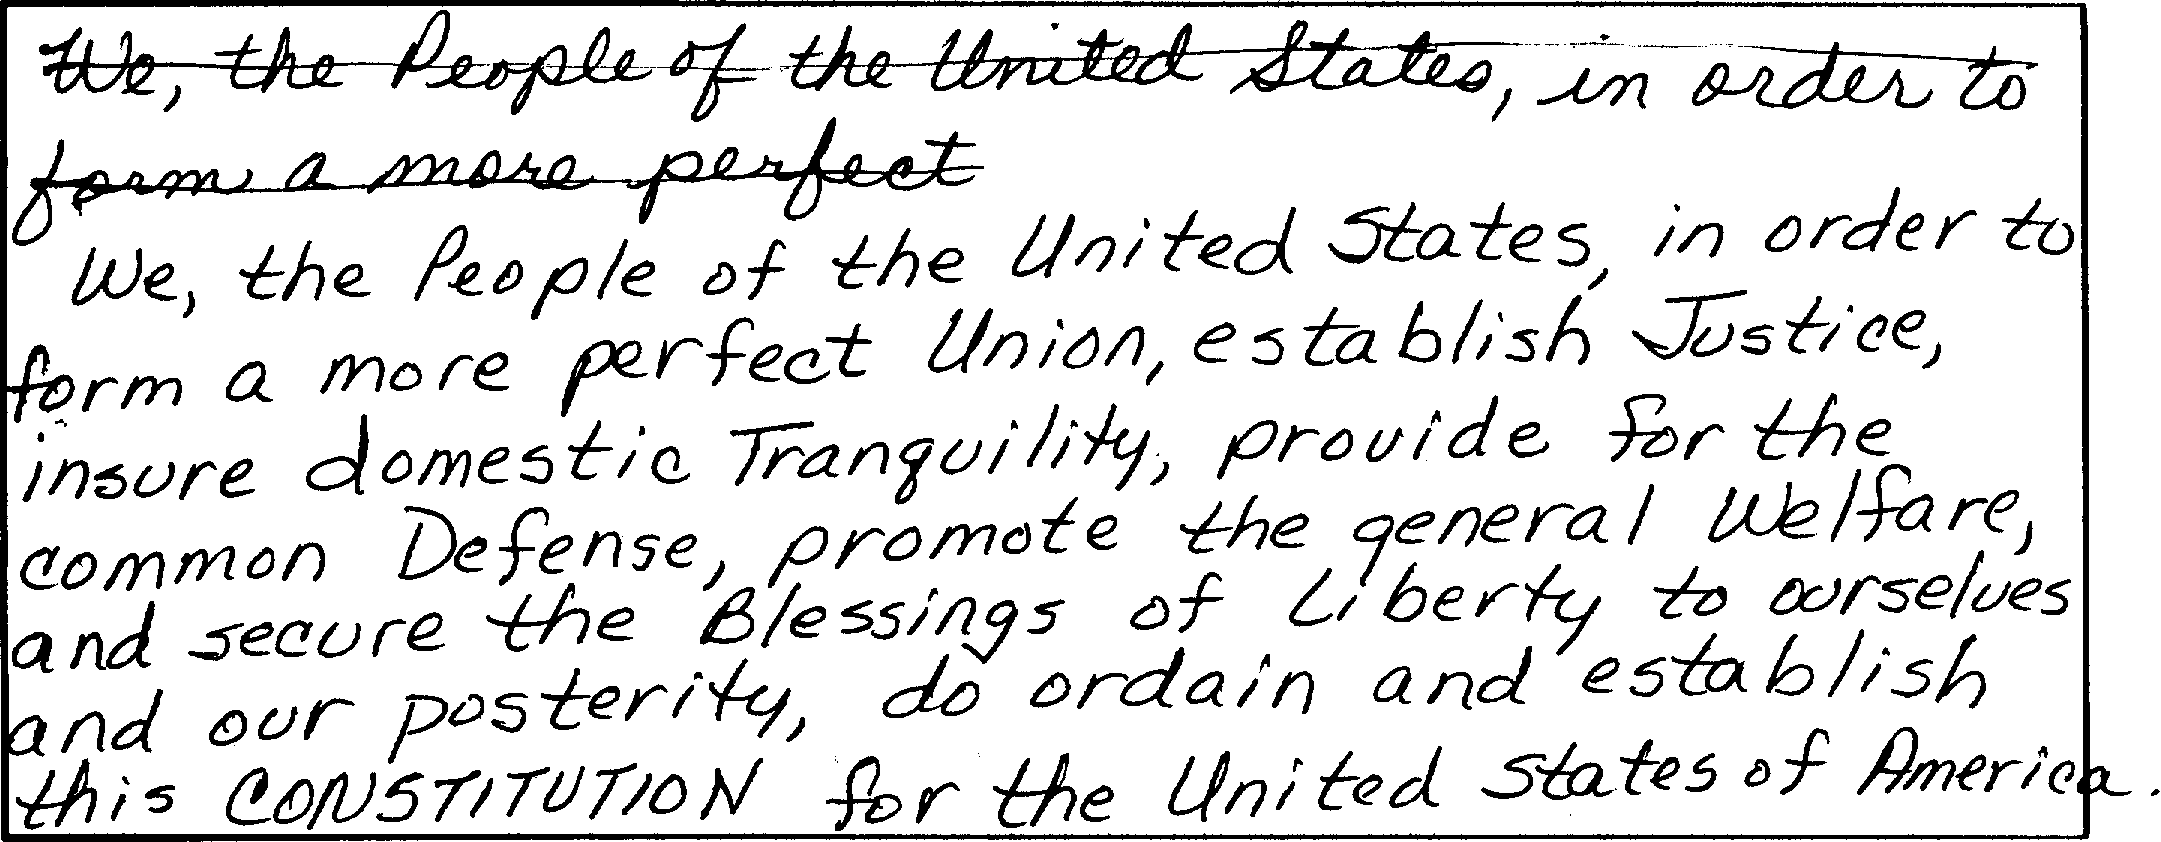 We, the People of the United States, in order to
form a more perfect
We, the People of the United States, in order to
form a more perfect Union, establish Justice,
insure domestic Tranquility, provide for the
common Defense, promote the general Welfare,
and secure the Blessings of Liberty to ourselves
and our posterity, do ordain and establish
this CONSTITUTION for the United States of America.